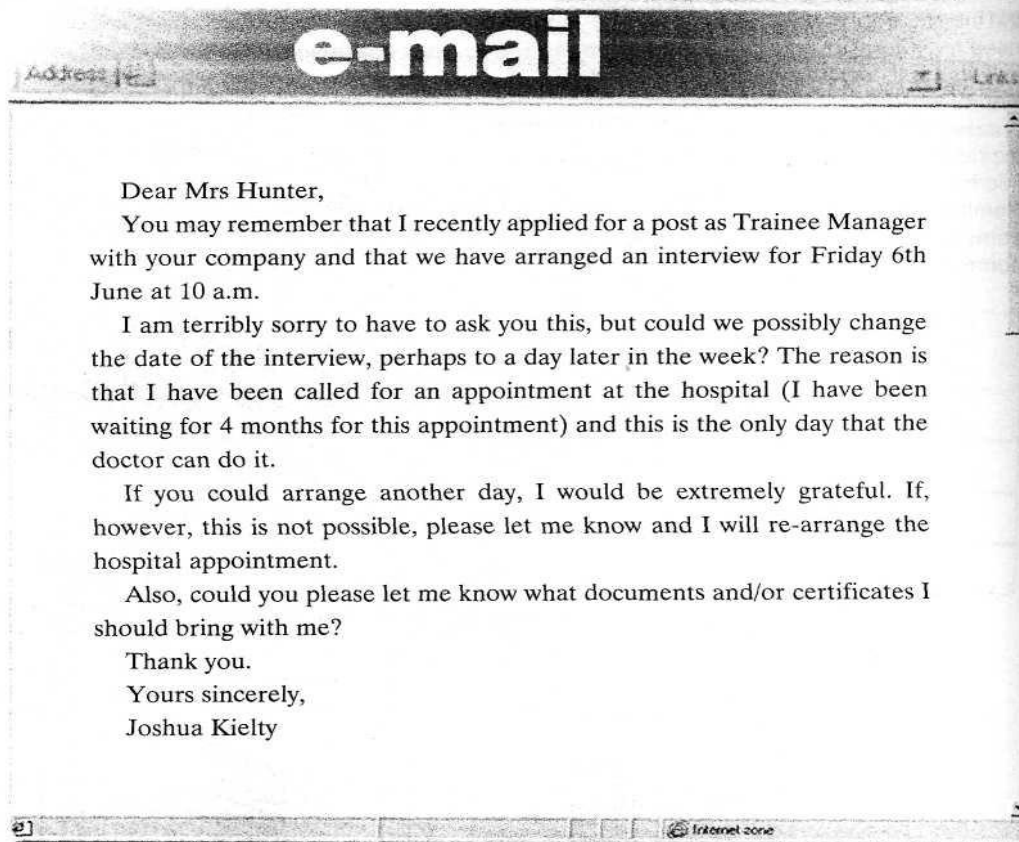 e-mail
Address
Links
Dear Mrs Hunter,
You may remember that I recently applied for a post as Trainee Manager
with your company and that we have arranged an interview for Friday 6th
June at 10 a.m.
I am terribly sorry to have to ask you this, but could we possibly change
the date of the interview, perhaps to a day later in the week? The reason is
that I have been called for an appointment at the hospital (I have been
waiting for 4 months for this appointment) and this is the only day that the
doctor can do it.
If you could arrange another day, I would be extremely grateful. If,
however, this is not possible, please let me know and I will re-arrange the
hospital appointment.
Also, could you please let me know what documents and/or certificates I
should bring with me?
Thank you.
Yours sincerely,
Joshua Kielty
Internet zone